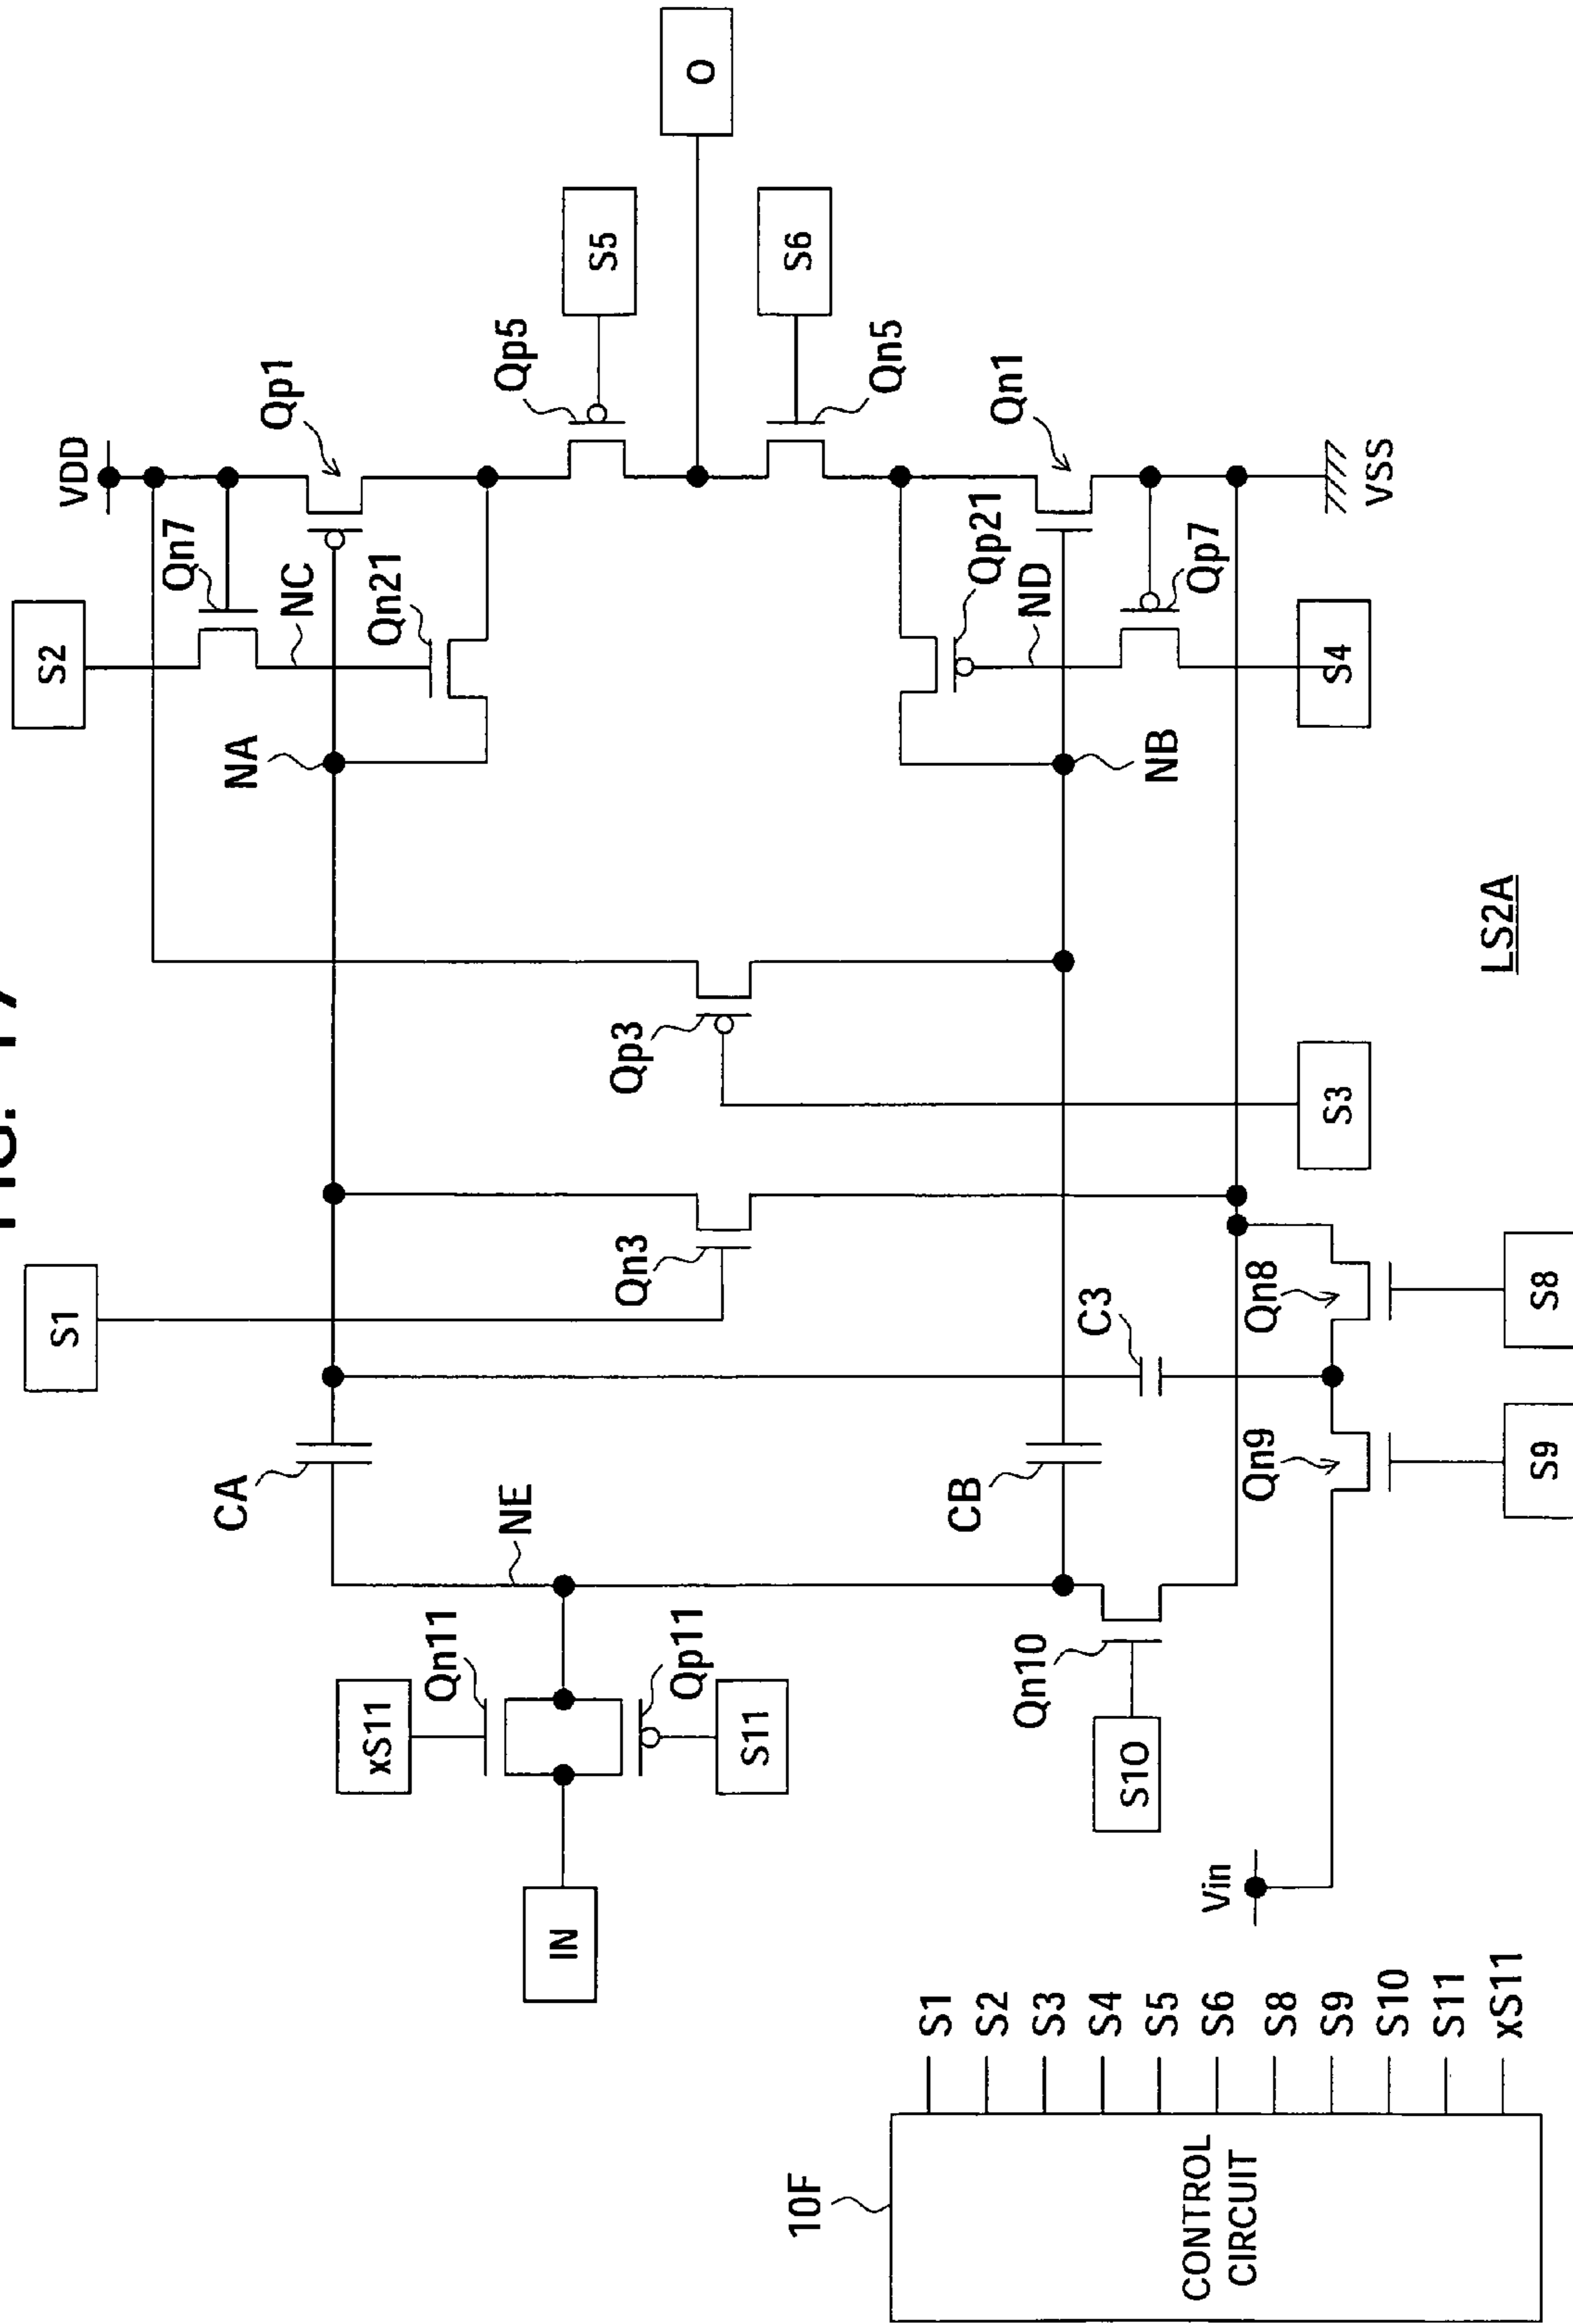 VDD
S2
Qn7
NC
Qn21
Qp1
NA
Qp5
S5
O
S6
Qn5
Qn1
Qp21
ND
Qp7
S4
NB
VSS
S1
Qn3
Qp3
S3
CA
C3
CB
NE
xS11
Qn11
Qp11
S11
IN
Qn10
S10
Qn8
S8
Qn9
S9
Vin
LS2A
10F
CONTROL
CIRCUIT
S1
S2
S3
S4
S5
S6
S8
S9
S10
S11
xS11